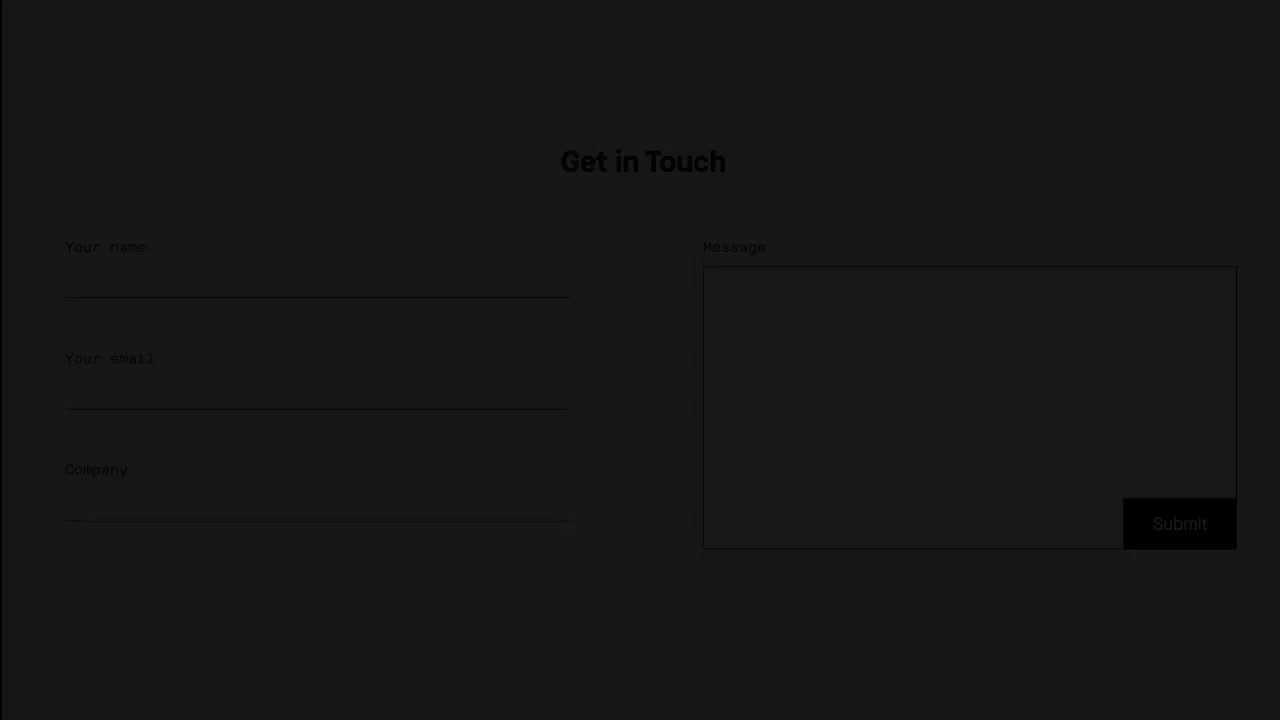 Get in Touch
Your name
Your email
Company
Message
Submit